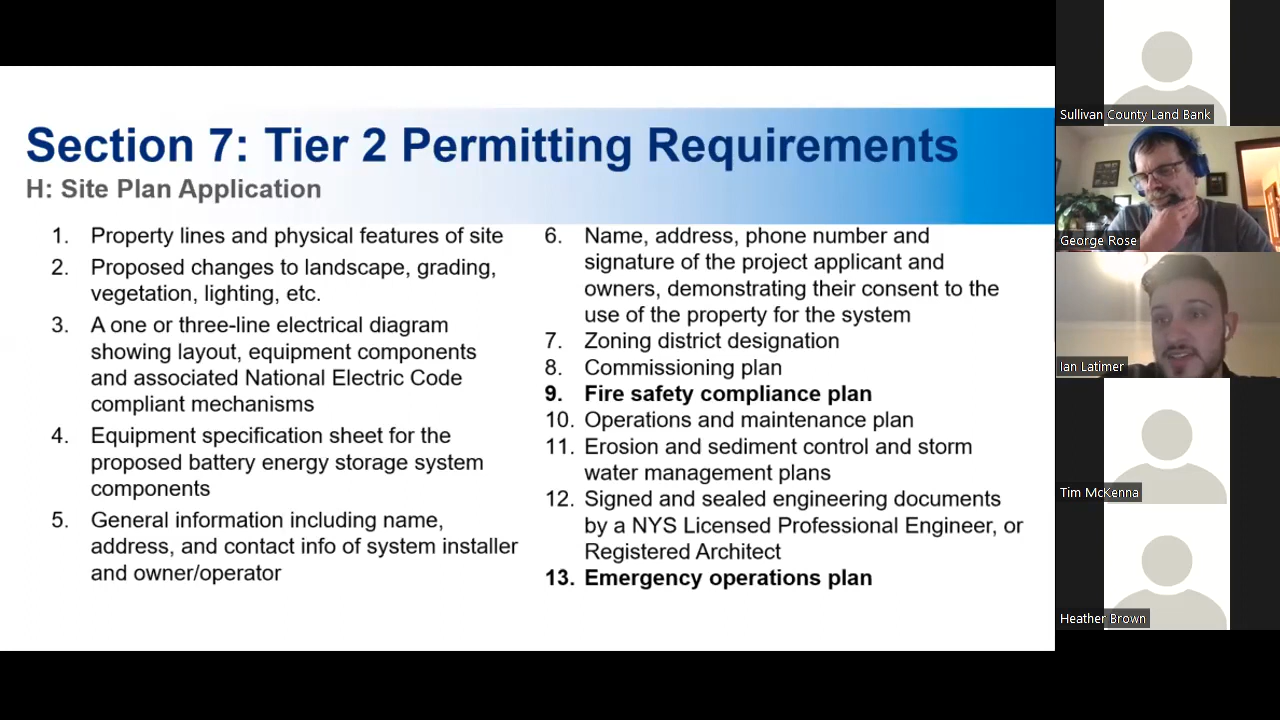 Section 7: Tier 2 Permitting Requirements
H: Site Plan Application
1. Property lines and physical features of site
2. Proposed changes to landscape, grading,
vegetation, lighting, etc.
3. A one or three-line electrical diagram
showing layout, equipment components
and associated National Electric Code
compliant mechanisms
4. Equipment specification sheet for the
proposed battery energy storage system
components
5. General information including name,
address, and contact info of system installer
and owner/operator
6. Name, address, phone number and
signature of the project applicant and
owners, demonstrating their consent to the
use of the property for the system
7. Zoning district designation
8. Commissioning plan
9. Fire safety compliance plan
10. Operations and maintenance plan
11. Erosion and sediment control and storm
water management plans
12. Signed and sealed engineering documents
by a NYS Licensed Professional Engineer, or
Registered Architect
13. Emergency operations plan
Sullivan County Land Bank
George Rose
Ian Latimer
Tim McKenna
Heather Brown